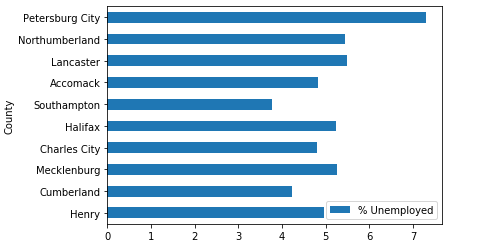 Petersburg City
Northumberland
Lancaster
Accomack
Southampton
Halifax
Charles City
Mecklenburg
Cumberland
Henry
County
% Unemployed
0 1 2 3 4 5 6 7